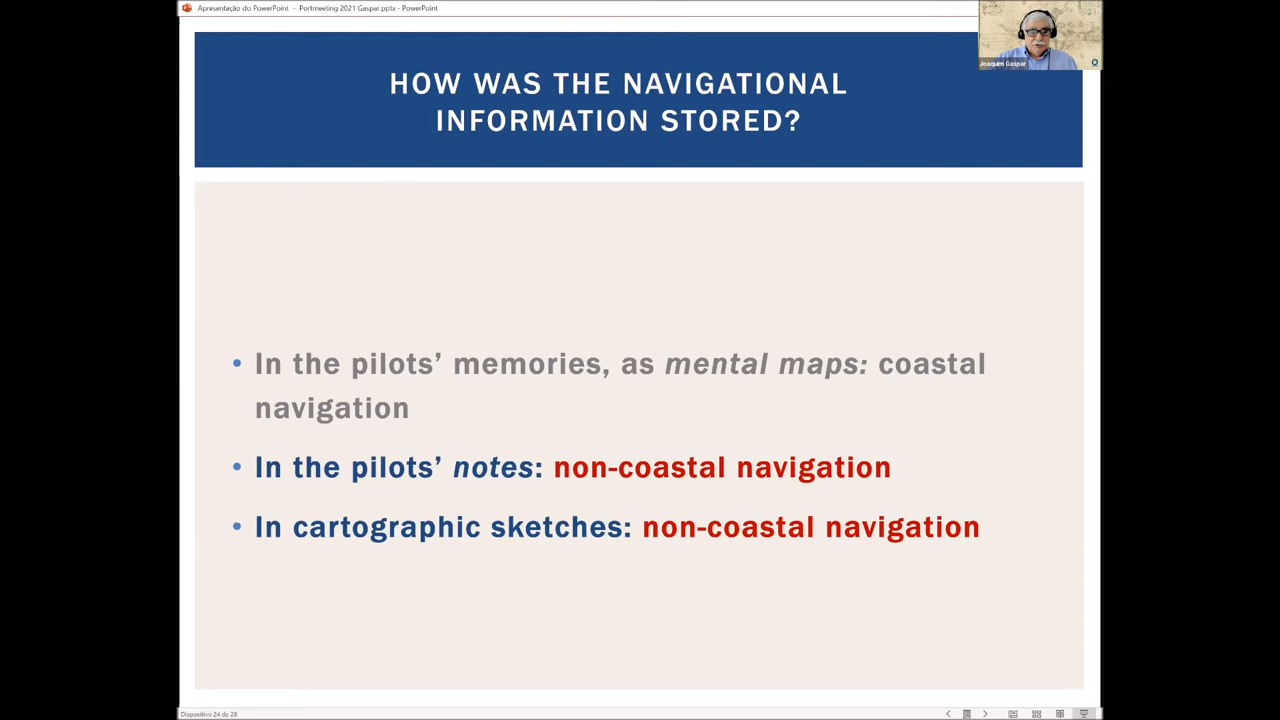 Apresentação do PowerPoint - Portmeeting 2021 Gaspar.pptx - PowerPoint
Joaquim Gaspar
HOW WAS THE NAVIGATIONAL
INFORMATION STORED?
• In the pilots’ memories, as mental maps: coastal
navigation
• In the pilots’ notes: non-coastal navigation
• In cartographic sketches: non-coastal navigation
Diapositivo 24 de 28